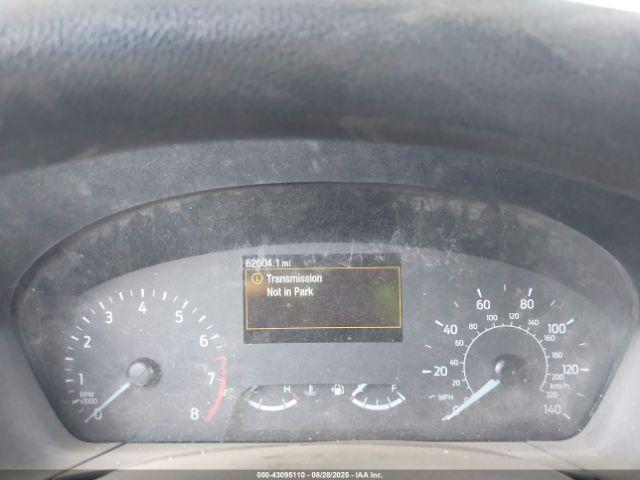 62004.1 mi
Transmission
Not in Park
0 1 2 3 4 5 6 7 8
RPM
x1000
H
F
0 20 40 60 80 100 120 140
MPH
20 40 60 80 100 120 140 160 180 200 220
km/h
000-43095110 - 08/28/2025 - IAA Inc.